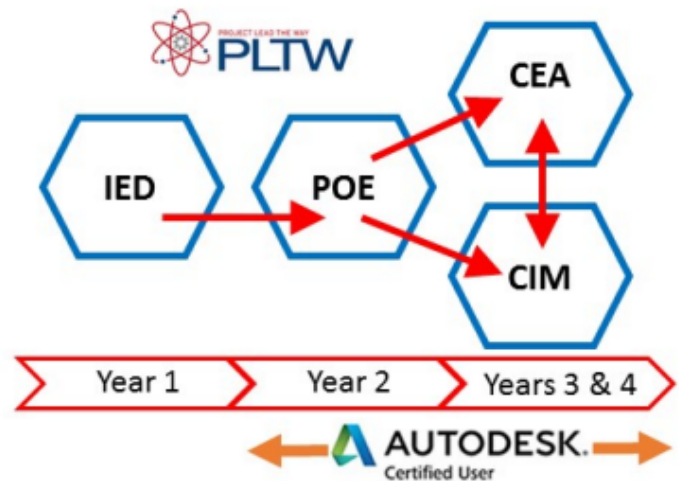 PROJECT LEAD THE WAY
PLTW
CEA
IED
POE
CIM
Year 1
Year 2
Years 3 & 4
AUTODESK.
Certified User